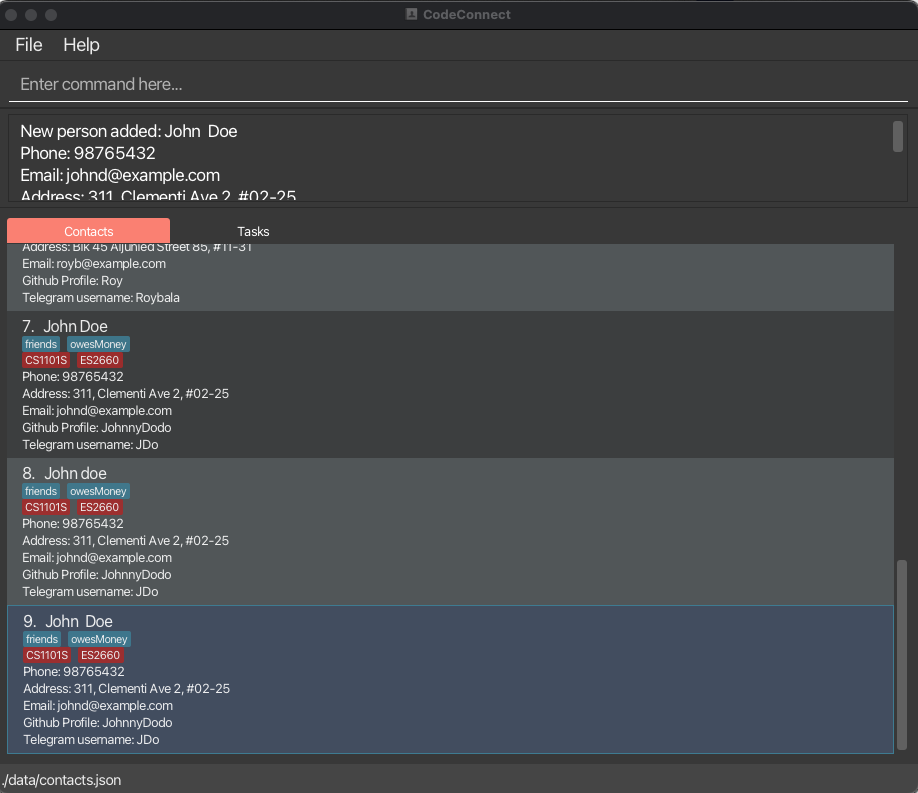 CodeConnect
File Help
Enter command here...
New person added: John  Doe
Phone: 98765432
Email: johnd@example.com
Address: 311, Clementi Ave 2, #02-25
Contacts Tasks
Address: Blk 45 Aljunied Street 85, #11-31
Email: royb@example.com
Github Profile: Roy
Telegram username: Roybala
7. John Doe
friends owesMoney
CS1101S ES2660
Phone: 98765432
Address: 311, Clementi Ave 2, #02-25
Email: johnd@example.com
Github Profile: JohnnyDodo
Telegram username: JDo
8. John doe
friends owesMoney
CS1101S ES2660
Phone: 98765432
Address: 311, Clementi Ave 2, #02-25
Email: johnd@example.com
Github Profile: JohnnyDodo
Telegram username: JDo
9. John  Doe
friends owesMoney
CS1101S ES2660
Phone: 98765432
Address: 311, Clementi Ave 2, #02-25
Email: johnd@example.com
Github Profile: JohnnyDodo
Telegram username: JDo
./data/contacts.json